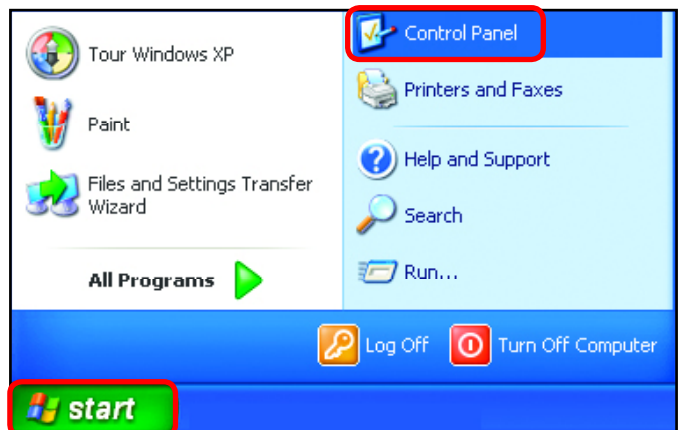 Tour Windows XP
Paint
Files and Settings Transfer
Wizard
All Programs
Control Panel
Printers and Faxes
Help and Support
Search
Run...
Log Off
Turn Off Computer
start